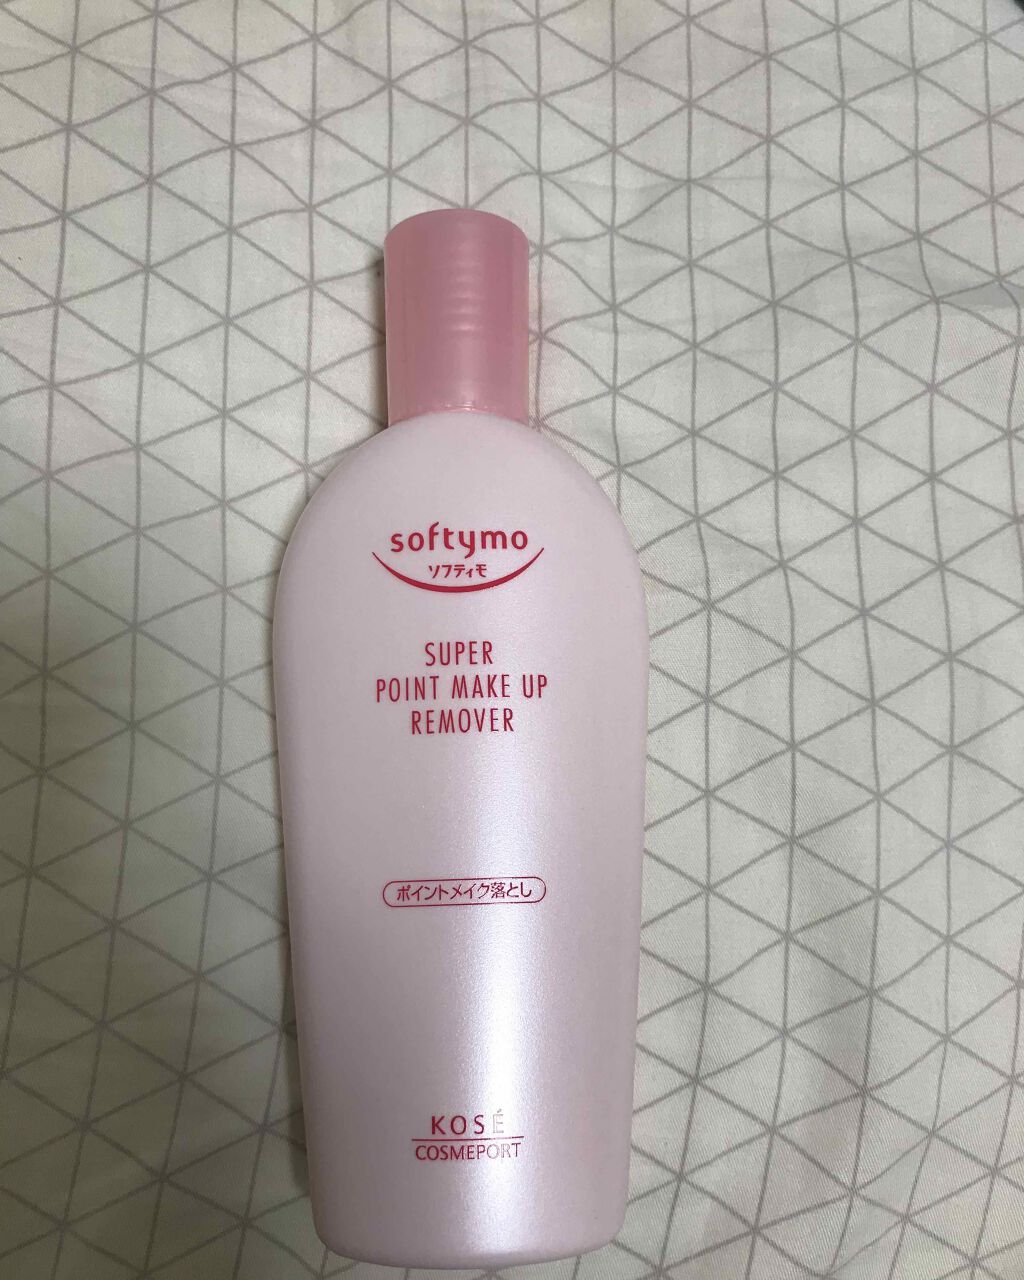 softymo
ソフティモ
SUPER
POINT MAKE UP
REMOVER
ポイントメイク落とし
KOSÉ
COSMEPORT